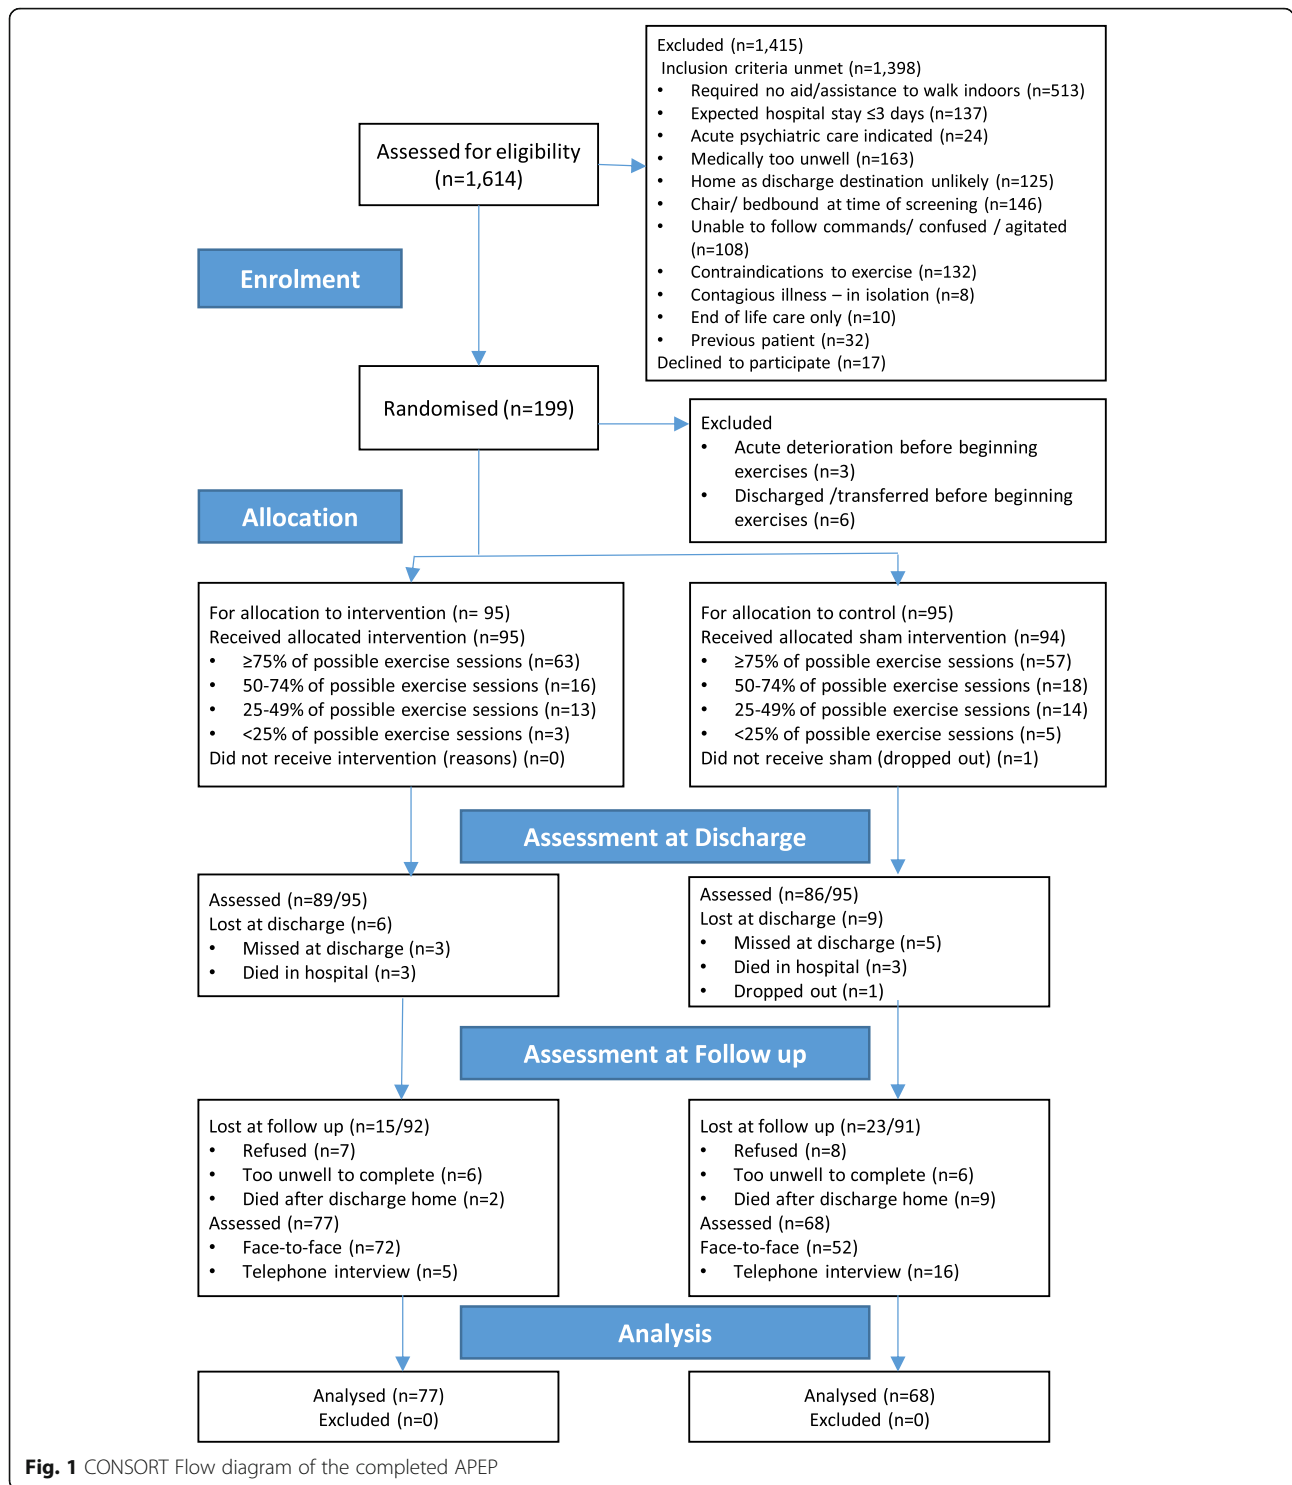 Excluded (n=1,415)
Inclusion criteria unmet (n=1,398)
• Required no aid/assistance to walk indoors (n=513)
• Expected hospital stay ≤3 days (n=137)
• Acute psychiatric care indicated (n=24)
• Medically too unwell (n=163)
• Home as discharge destination unlikely (n=125)
• Chair/ bedbound at time of screening (n=146)
• Unable to follow commands/ confused / agitated
(n=108)
• Contraindications to exercise (n=132)
• Contagious illness – in isolation (n=8)
• End of life care only (n=10)
• Previous patient (n=32)
Declined to participate (n=17)
Assessed for eligibility
(n=1,614)
Enrolment
Randomised (n=199)
Excluded
• Acute deterioration before beginning
exercises (n=3)
• Discharged /transferred before beginning
exercises (n=6)
Allocation
For allocation to intervention (n= 95)
Received allocated intervention (n=95)
• ≥75% of possible exercise sessions (n=63)
• 50-74% of possible exercise sessions (n=16)
• 25-49% of possible exercise sessions (n=13)
• <25% of possible exercise sessions (n=3)
Did not receive intervention (reasons) (n=0)
For allocation to control (n=95)
Received allocated sham intervention (n=94)
• ≥75% of possible exercise sessions (n=57)
• 50-74% of possible exercise sessions (n=18)
• 25-49% of possible exercise sessions (n=14)
• <25% of possible exercise sessions (n=5)
Did not receive sham (dropped out) (n=1)
Assessment at Discharge
Assessed (n=89/95)
Lost at discharge (n=6)
• Missed at discharge (n=3)
• Died in hospital (n=3)
Assessed (n=86/95)
Lost at discharge (n=9)
• Missed at discharge (n=5)
• Died in hospital (n=3)
• Dropped out (n=1)
Assessment at Follow up
Lost at follow up (n=15/92)
• Refused (n=7)
• Too unwell to complete (n=6)
• Died after discharge home (n=2)
Assessed (n=77)
• Face-to-face (n=72)
• Telephone interview (n=5)
Lost at follow up (n=23/91)
• Refused (n=8)
• Too unwell to complete (n=6)
• Died after discharge home (n=9)
Assessed (n=68)
Face-to-face (n=52)
• Telephone interview (n=16)
Analysis
Analysed (n=77)
Excluded (n=0)
Analysed (n=68)
Excluded (n=0)
Fig. 1 CONSORT Flow diagram of the completed APEP